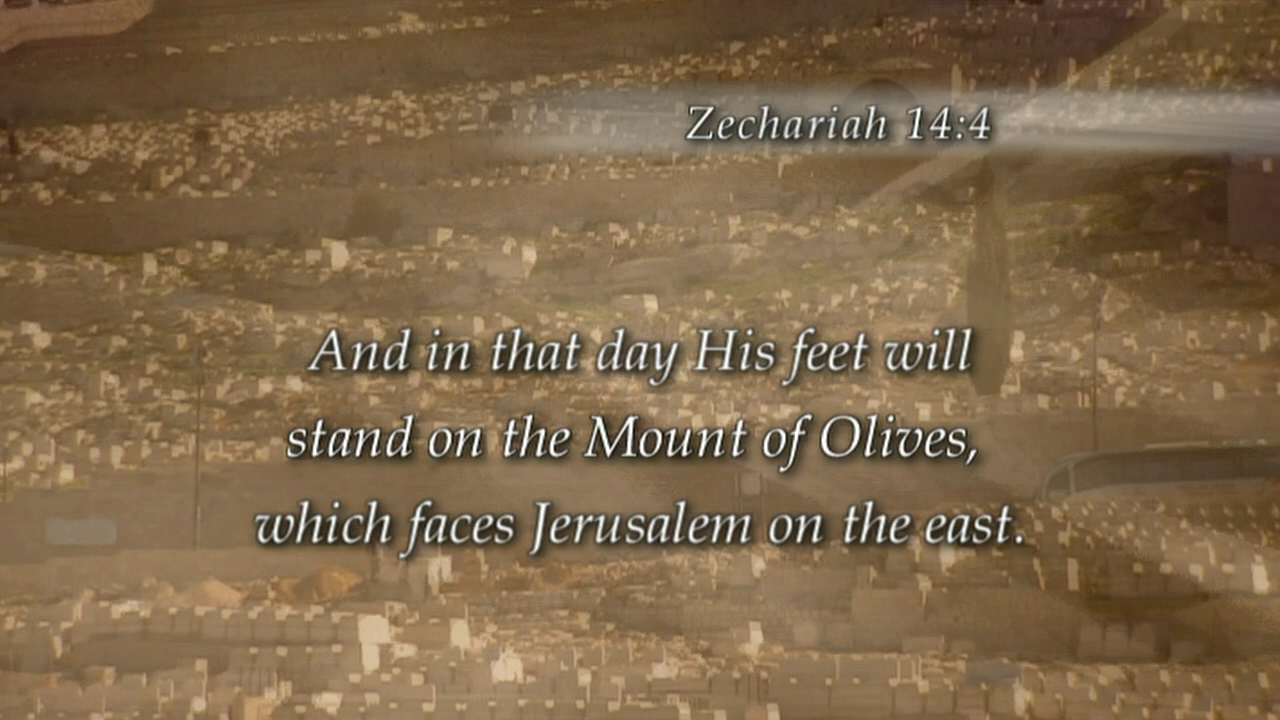 Zechariah 14:4
And in that day His feet will
stand on the Mount of Olives,
which faces Jerusalem on the east.